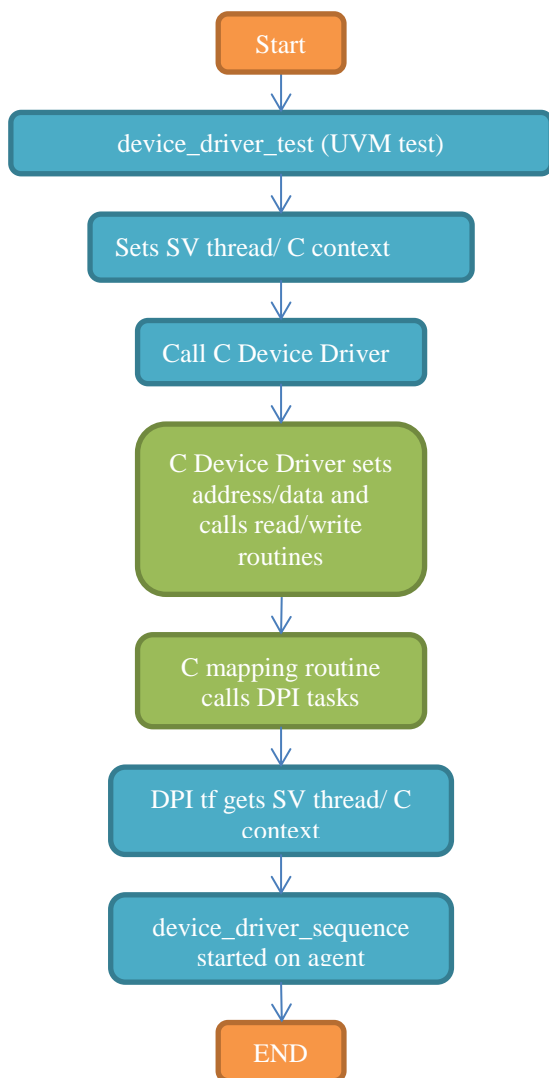 Start
device_driver_test (UVM test)
Sets SV thread/ C context
Call C Device Driver
C Device Driver sets
address/data and
calls read/write
routines
C mapping routine
calls DPI tasks
DPI tf gets SV thread/ C
context
device_driver_sequence
started on agent
END